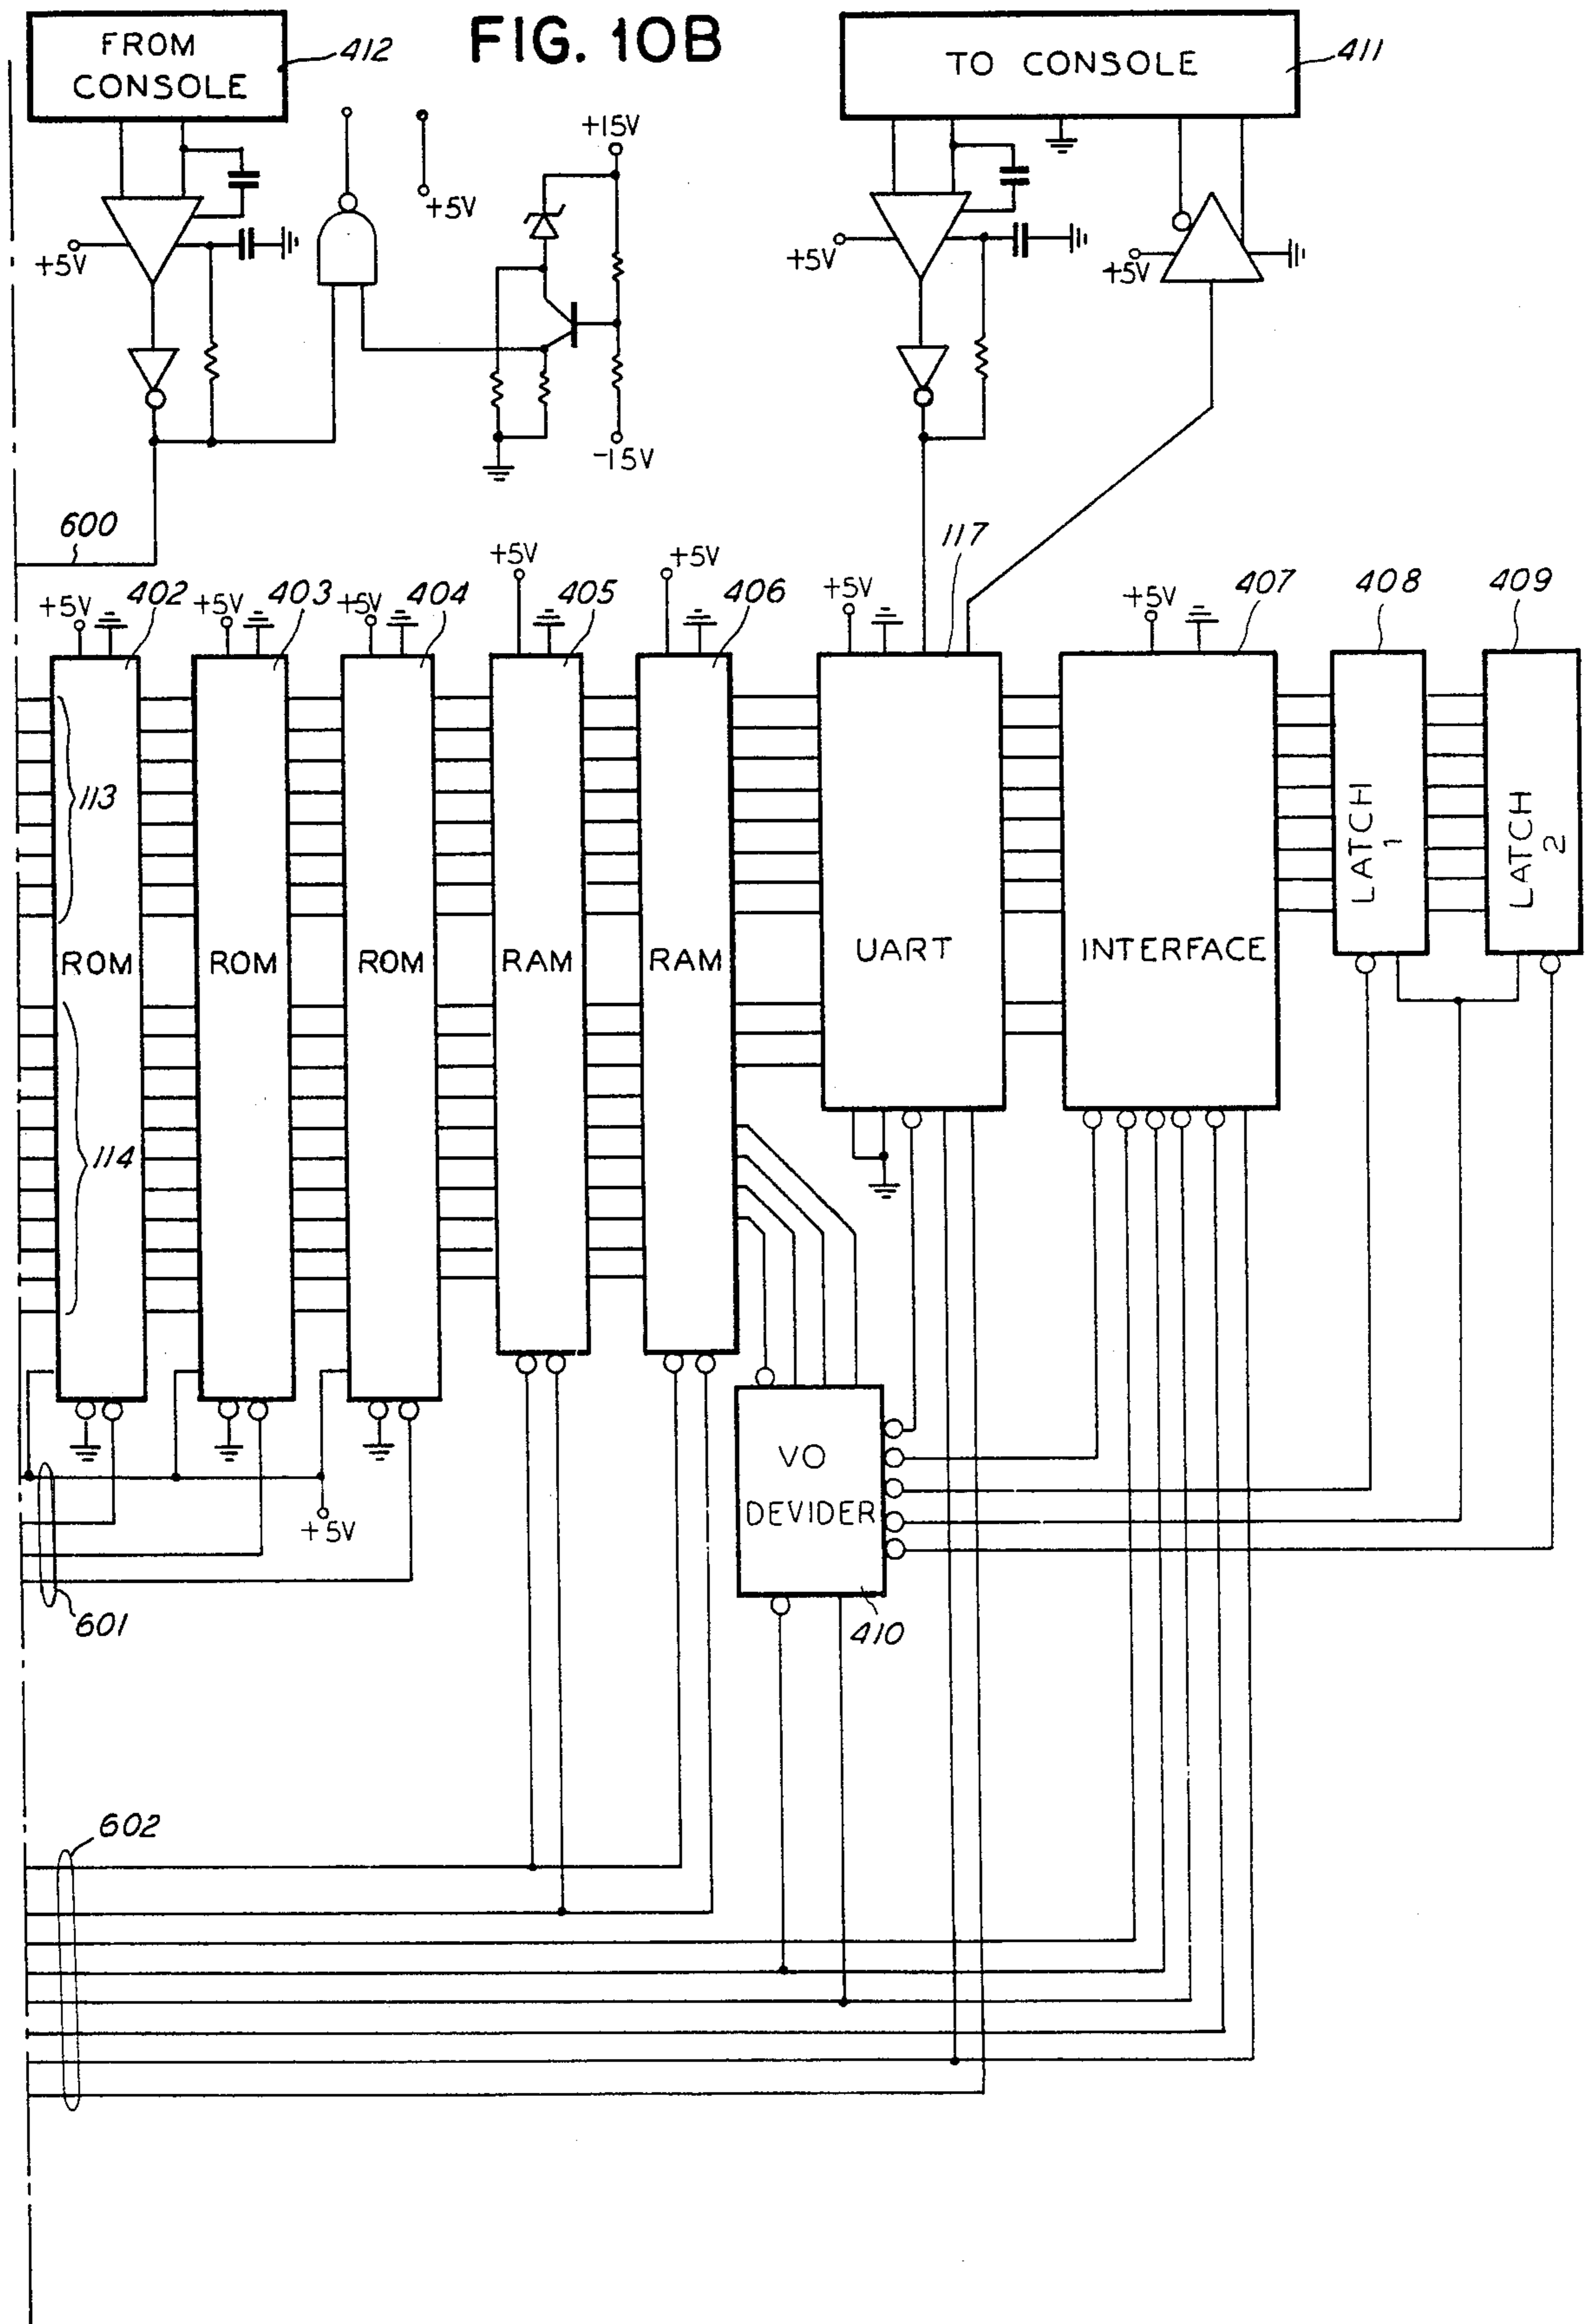 FIG. 10B
FROM
CONSOLE
412
TO CONSOLE
411
+15V
+5V
+5V
+5V
+5V
-15V
600
117
+5V
+5V
402
403
404
405
406
407
408
409
+5V
+5V
+5V
+5V
+5V
113
LATCH
1
LATCH
2
ROM
ROM
ROM
RAM
RAM
UART
INTERFACE
114
VO
DEVIDER
+5V
601
410
602